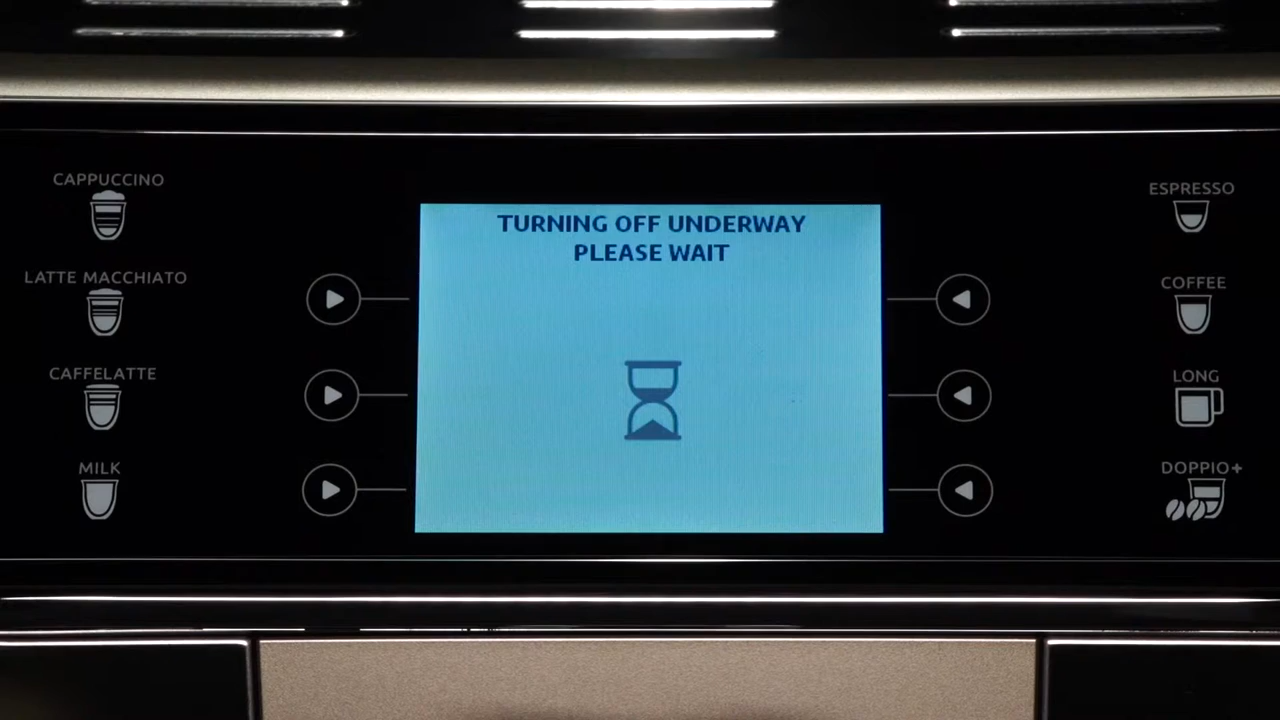 CAPPUCCINO
LATTE MACCHIATO
CAFFELATTE
MILK
TURNING OFF UNDERWAY
PLEASE WAIT
ESPRESSO
COFFEE
LONG
DOPPIO+